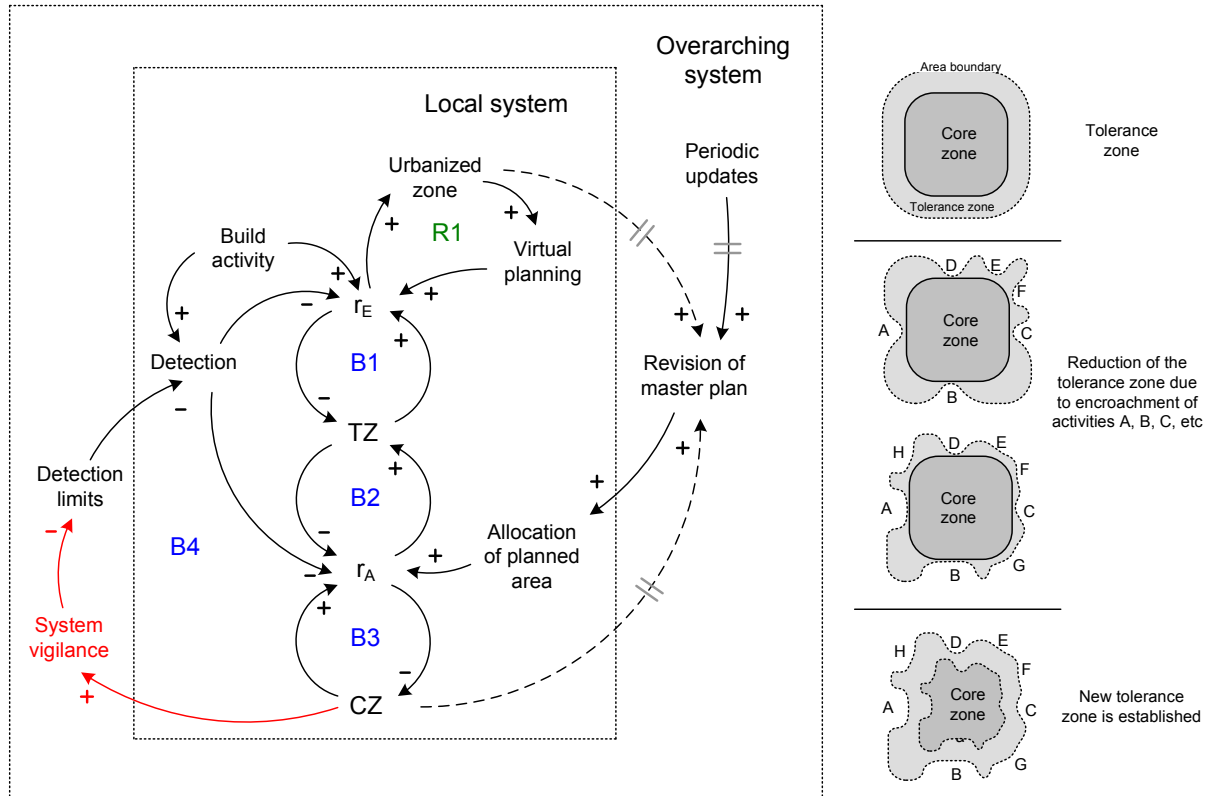 Overarching
system
Local system
Urbanized
zone
Periodic
updates
+
+
R1
Build
activity
Virtual
planning
+
+
+
–
rE
+
+
+
Detection
B1
Revision of
master plan
–
–
TZ
+
+
+
Detection
limits
B2
–
–
B4
Allocation
of planned
area
+
–
rA
+
System
vigilance
B3
–
+
CZ
Area boundary
Core
zone
Tolerance zone
Tolerance
zone
D
E
F
A
Core
zone
C
B
Reduction of the
tolerance zone due
to encroachment of
activities A, B, C, etc
H
D
E
F
A
Core
zone
C
B
G
H
D
E
F
A
Core
zone
C
B
G
New tolerance
zone is established